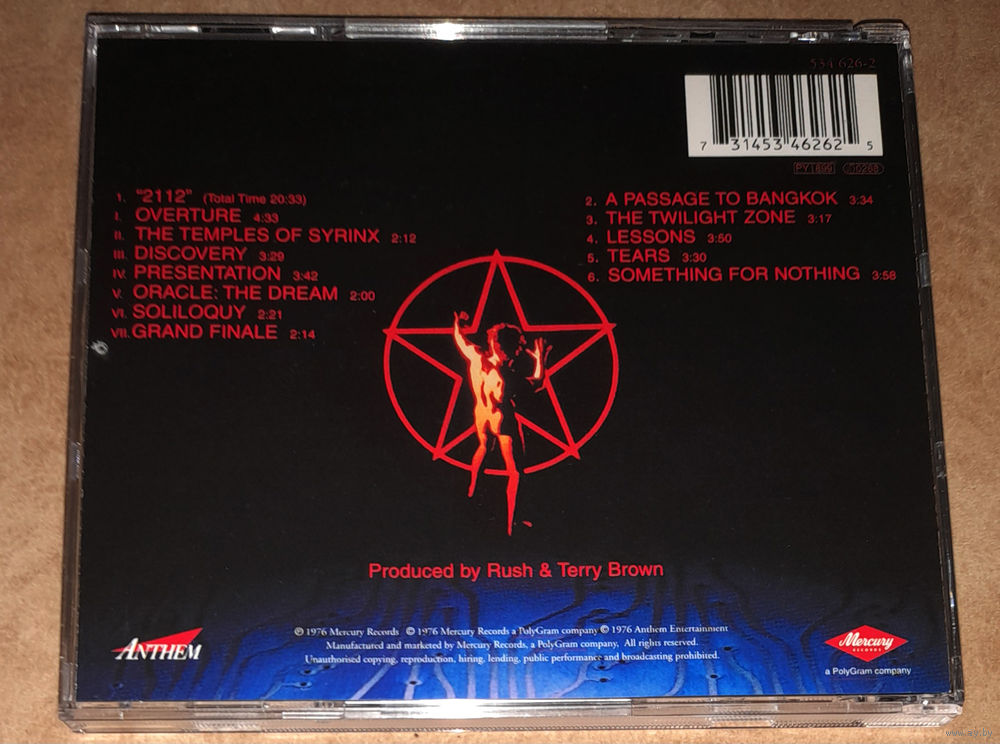 534 626-2
7 31453 46262 5
PY1899
1. "2112" (Total Time 20:33)
I. OVERTURE 4:33
II. THE TEMPLES OF SYRINX 2:12
III. DISCOVERY 3:29
IV. PRESENTATION 3:42
V. ORACLE: THE DREAM 2:00
VI. SOLILOQUY 2:21
VII. GRAND FINALE 2:14
2. A PASSAGE TO BANGKOK 3:34
3. THE TWILIGHT ZONE 3:17
4. LESSONS 3:50
5. TEARS 3:30
6. SOMETHING FOR NOTHING 3:58
Produced by Rush & Terry Brown
℗ 1976 Mercury Records © 1976 Mercury Records a PolyGram company © 1976 Anthem Entertainment
Manufactured and marketed by Mercury Records, a PolyGram company, All rights reserved.
Unauthorised copying, reproduction, hiring, lending, public performance and broadcasting prohibited.
ANTHEM
Mercury
RECORDS
a PolyGram company